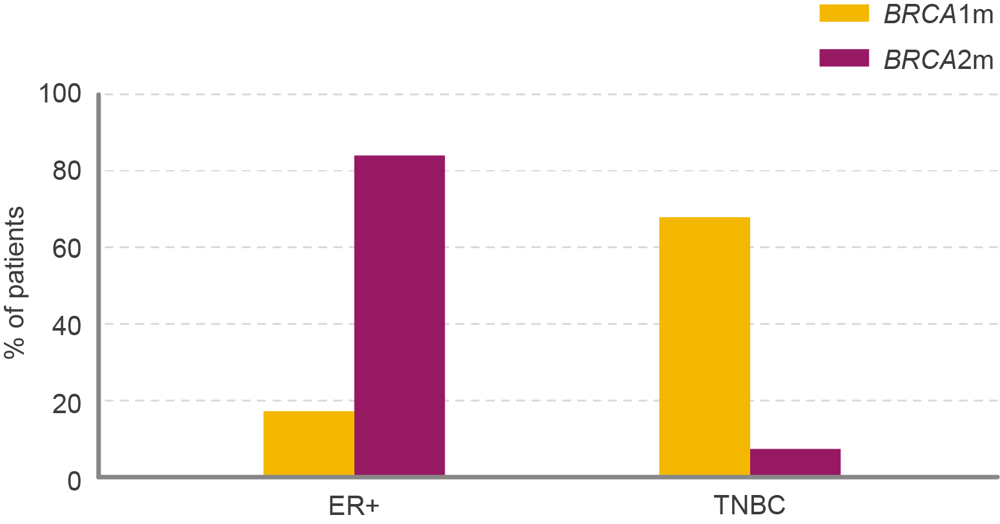 BRCA1m
BRCA2m
100
80
60
40
20
0
% of patients
ER+
TNBC